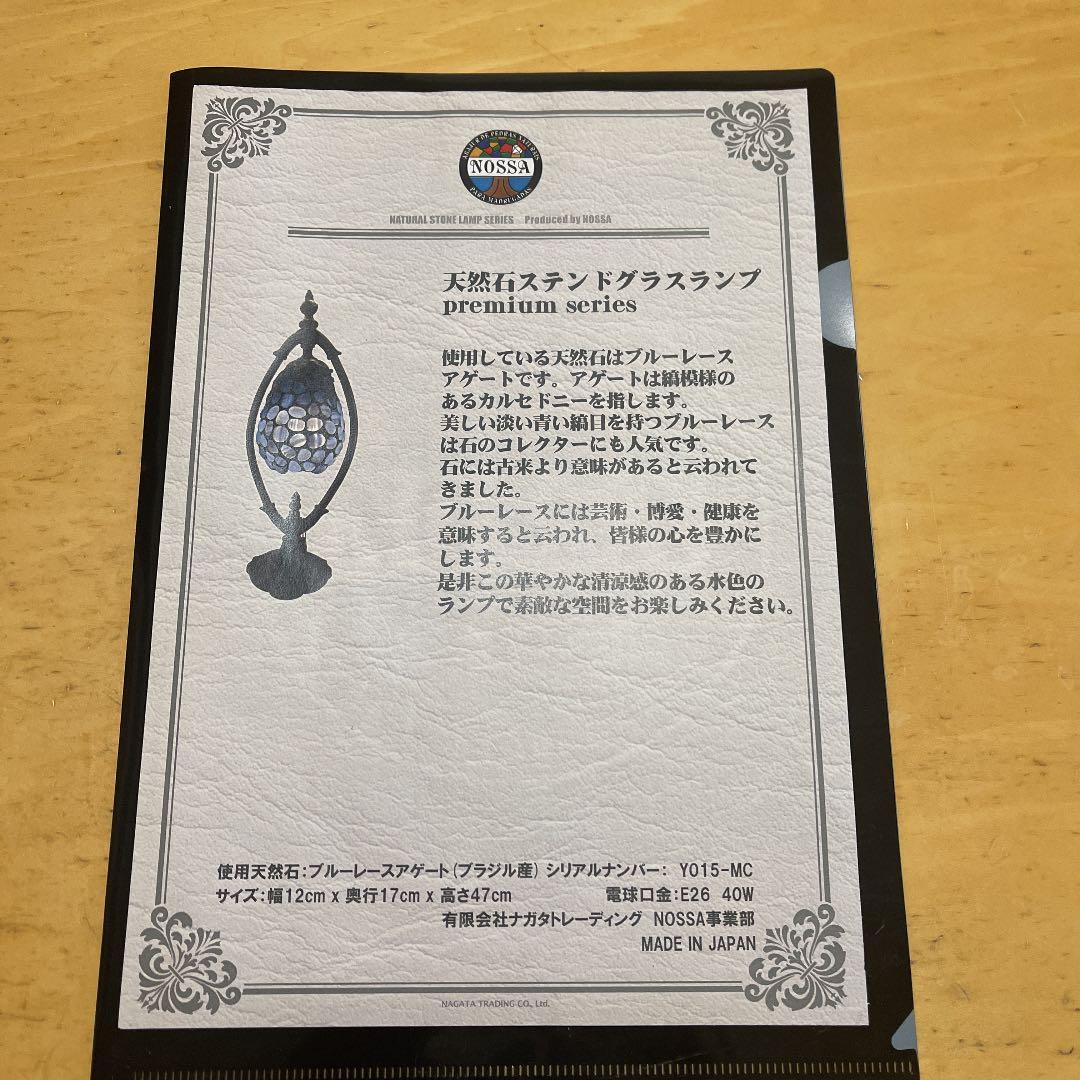 ABAJUR DE PEDRAS NATURAIS
NOSSA
PARA MADRUGADAS
NATURAL STONE LAMP SERIES Produced by NOSSA
天然石ステンドグラスランプ
premium series
使用している天然石はブルーレース
アゲートです。アゲートは縞模様の
あるカルセドニーを指します。
美しい淡い青い縞目を持つブルーレース
は石のコレクターにも人気です。
石には古来より意味があると云われて
きました。
ブルーレースには芸術・博愛・健康を
意味すると云われ、皆様の心を豊かに
します。
是非この華やかな清涼感のある水色の
ランプで素敵な空間をお楽しみください。
使用天然石:ブルーレースアゲート(ブラジル産) シリアルナンバー: Y015-MC
サイズ:幅12cm x 奥行17cm x 高さ47cm 電球口金:E26 40W
有限会社ナガタトレーディング NOSSA事業部
MADE IN JAPAN
NAGATA TRADING CO., Ltd.